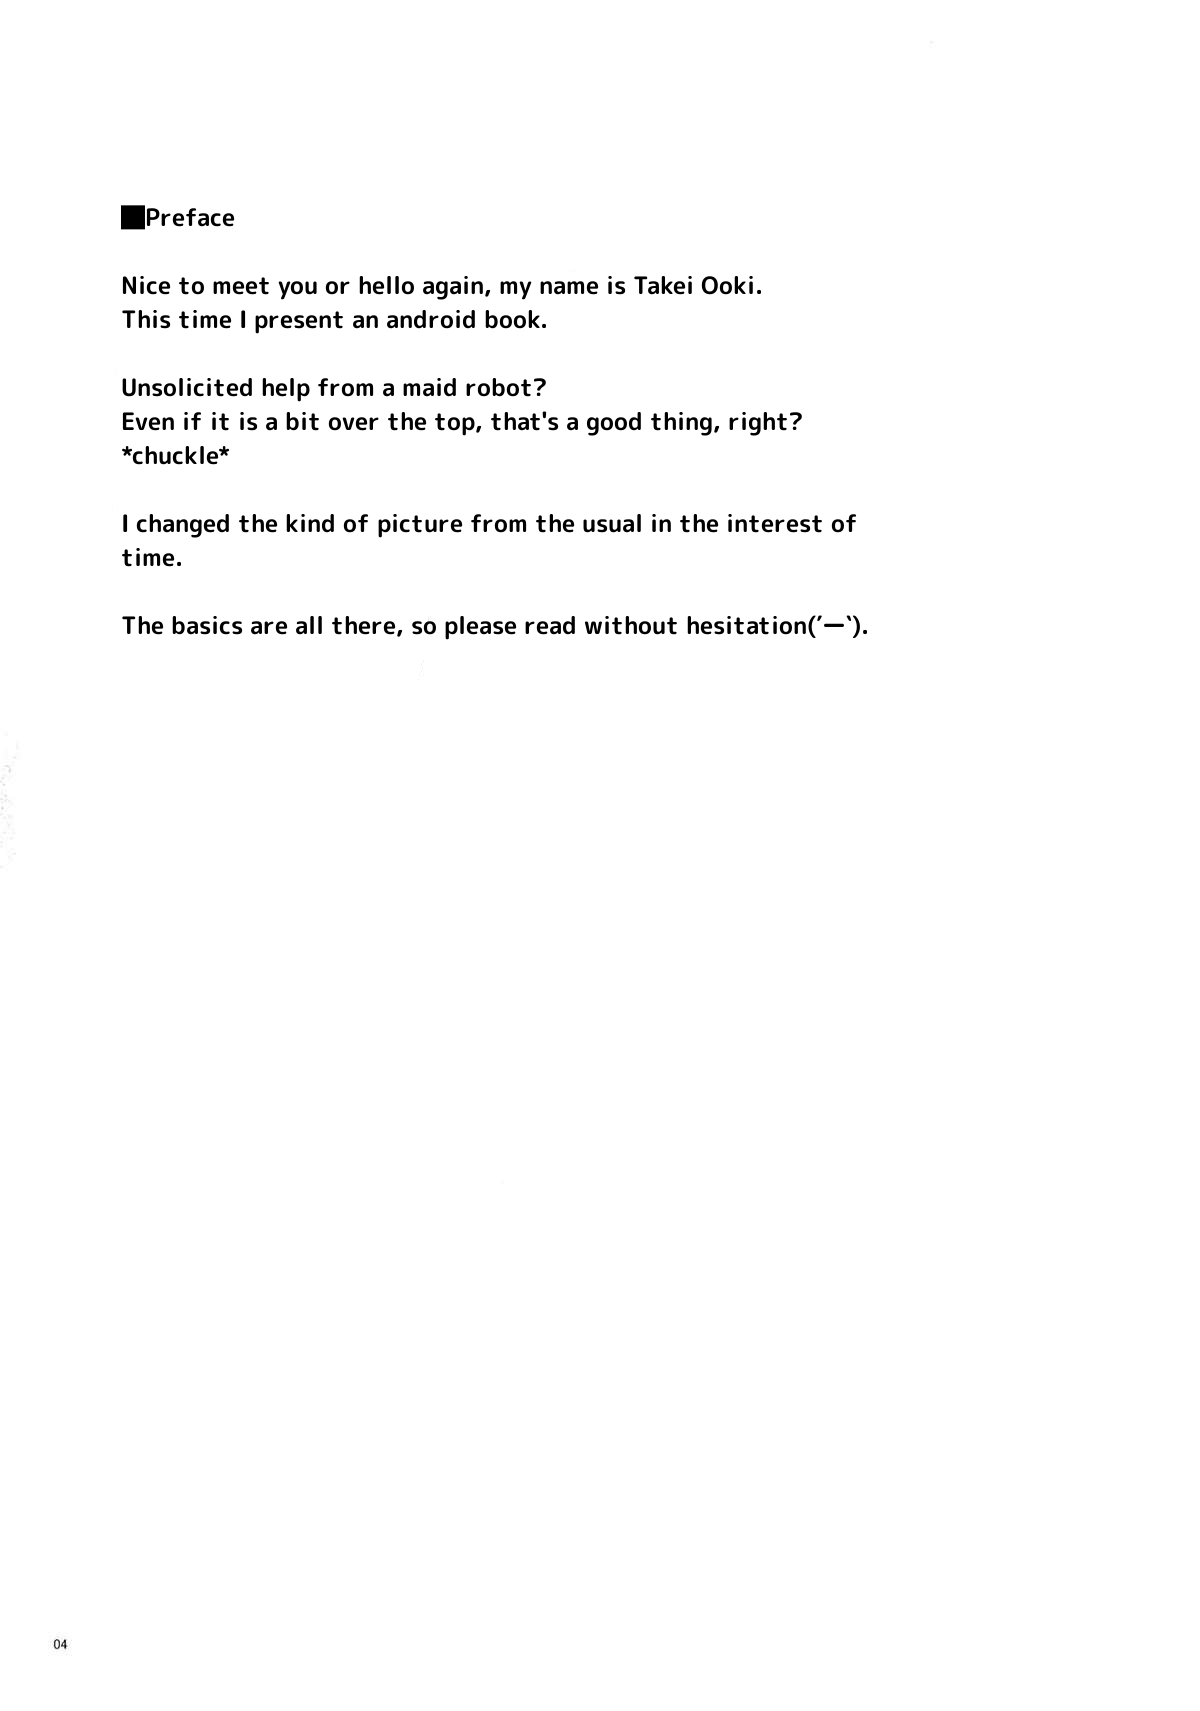 ■Preface
Nice to meet you or hello again, my name is Takei Ooki.
This time I present an android book.
Unsolicited help from a maid robot?
Even if it is a bit over the top, that's a good thing, right?
*chuckle*
I changed the kind of picture from the usual in the interest of
time.
The basics are all there, so please read without hesitation(´ー`).
04